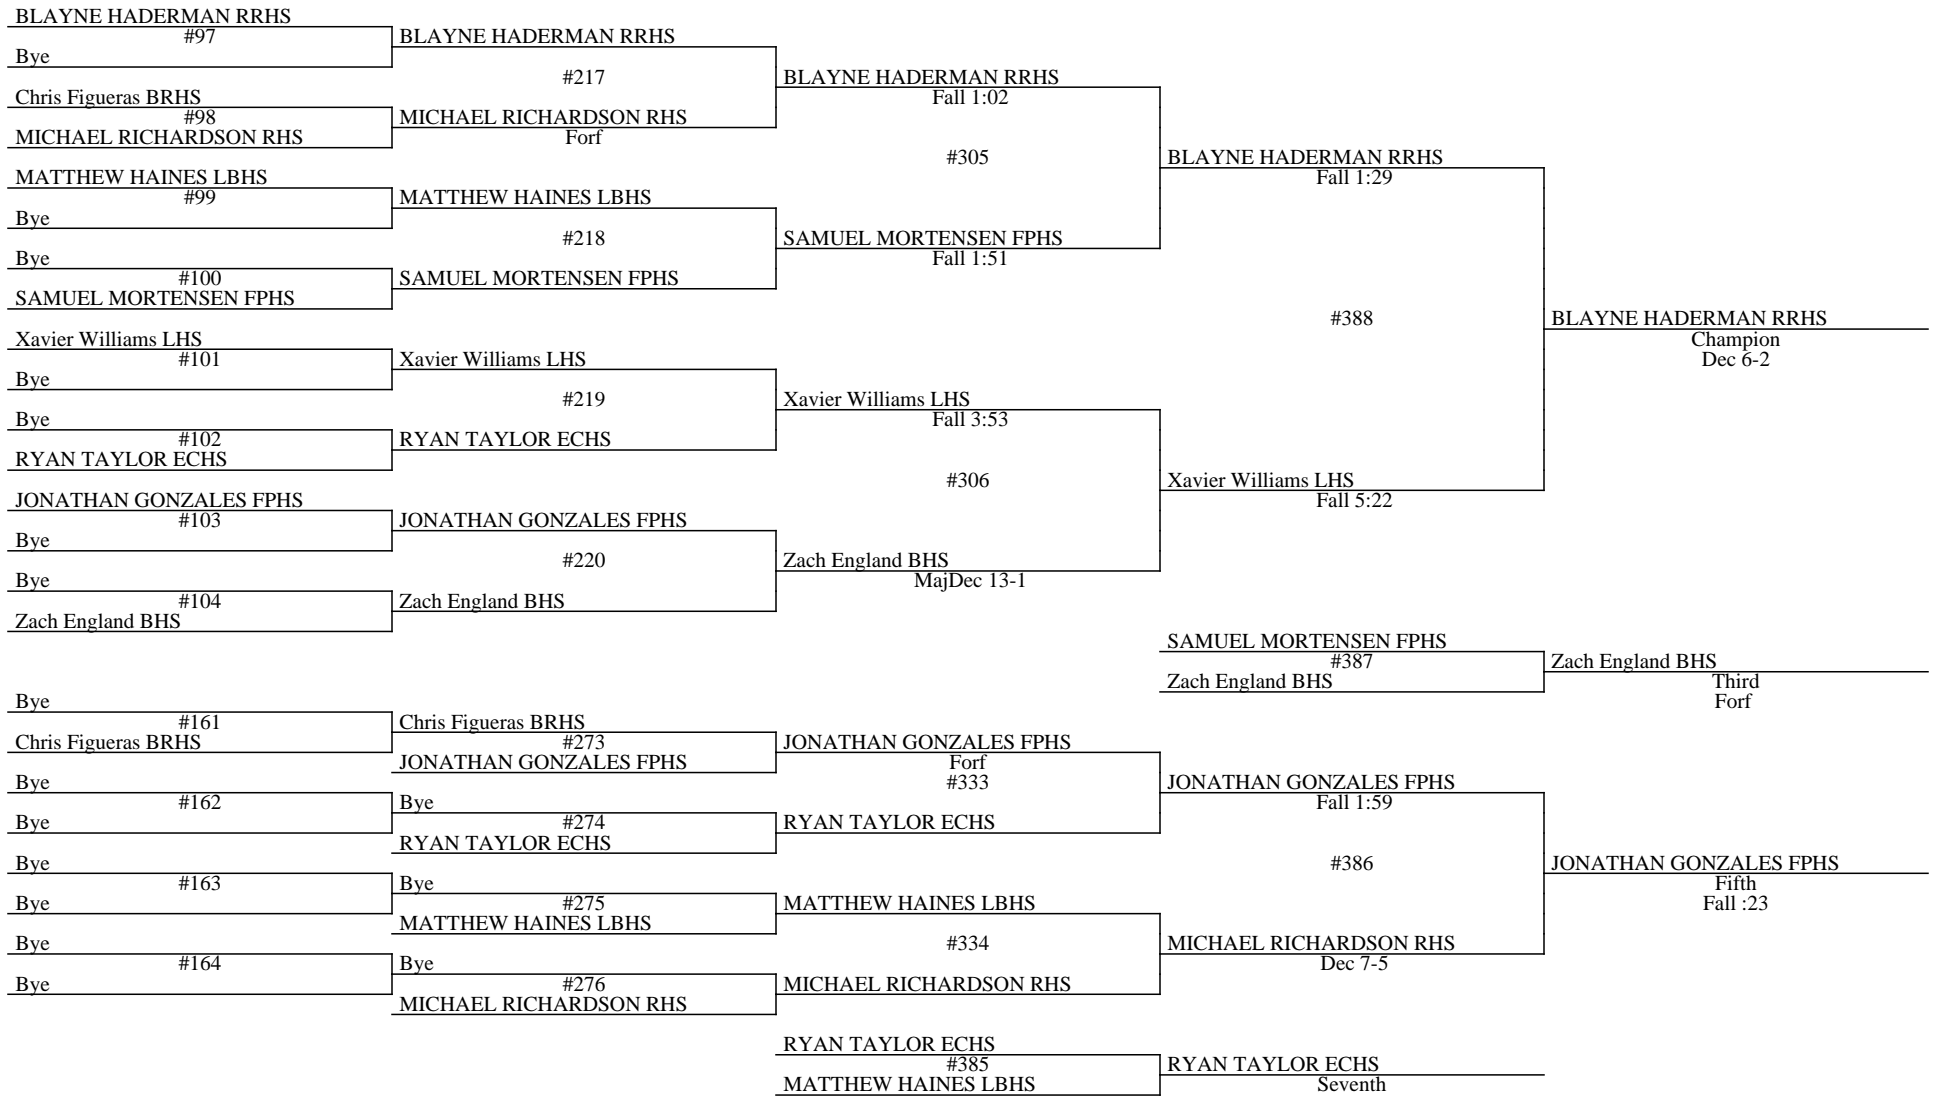 BLAYNE HADERMAN RRHS
#97
Bye
Chris Figueras BRHS
#98
MICHAEL RICHARDSON RHS
MATTHEW HAINES LBHS
#99
Bye
Bye
#100
SAMUEL MORTENSEN FPHS
Xavier Williams LHS
#101
Bye
Bye
#102
RYAN TAYLOR ECHS
JONATHAN GONZALES FPHS
#103
Bye
Bye
#104
Zach England BHS
BLAYNE HADERMAN RRHS
#217
MICHAEL RICHARDSON RHS
Forf
MATTHEW HAINES LBHS
#218
SAMUEL MORTENSEN FPHS
Xavier Williams LHS
#219
RYAN TAYLOR ECHS
JONATHAN GONZALES FPHS
#220
Zach England BHS
BLAYNE HADERMAN RRHS
Fall 1:02
#305
SAMUEL MORTENSEN FPHS
Fall 1:51
Xavier Williams LHS
Fall 3:53
#306
Zach England BHS
MajDec 13-1
BLAYNE HADERMAN RRHS
Fall 1:29
#388
Xavier Williams LHS
Fall 5:22
BLAYNE HADERMAN RRHS
Champion
Dec 6-2
SAMUEL MORTENSEN FPHS
#387
Zach England BHS
Zach England BHS
Third
Forf
Bye
#161
Chris Figueras BRHS
Bye
#162
Bye
Bye
#163
Bye
Bye
#164
Bye
Chris Figueras BRHS
#273
JONATHAN GONZALES FPHS
Bye
#274
RYAN TAYLOR ECHS
Bye
#275
MATTHEW HAINES LBHS
Bye
#276
MICHAEL RICHARDSON RHS
JONATHAN GONZALES FPHS
Forf
#333
RYAN TAYLOR ECHS
MATTHEW HAINES LBHS
#334
MICHAEL RICHARDSON RHS
JONATHAN GONZALES FPHS
Fall 1:59
#386
MICHAEL RICHARDSON RHS
Dec 7-5
JONATHAN GONZALES FPHS
Fifth
Fall :23
RYAN TAYLOR ECHS
#385
MATTHEW HAINES LBHS
RYAN TAYLOR ECHS
Seventh